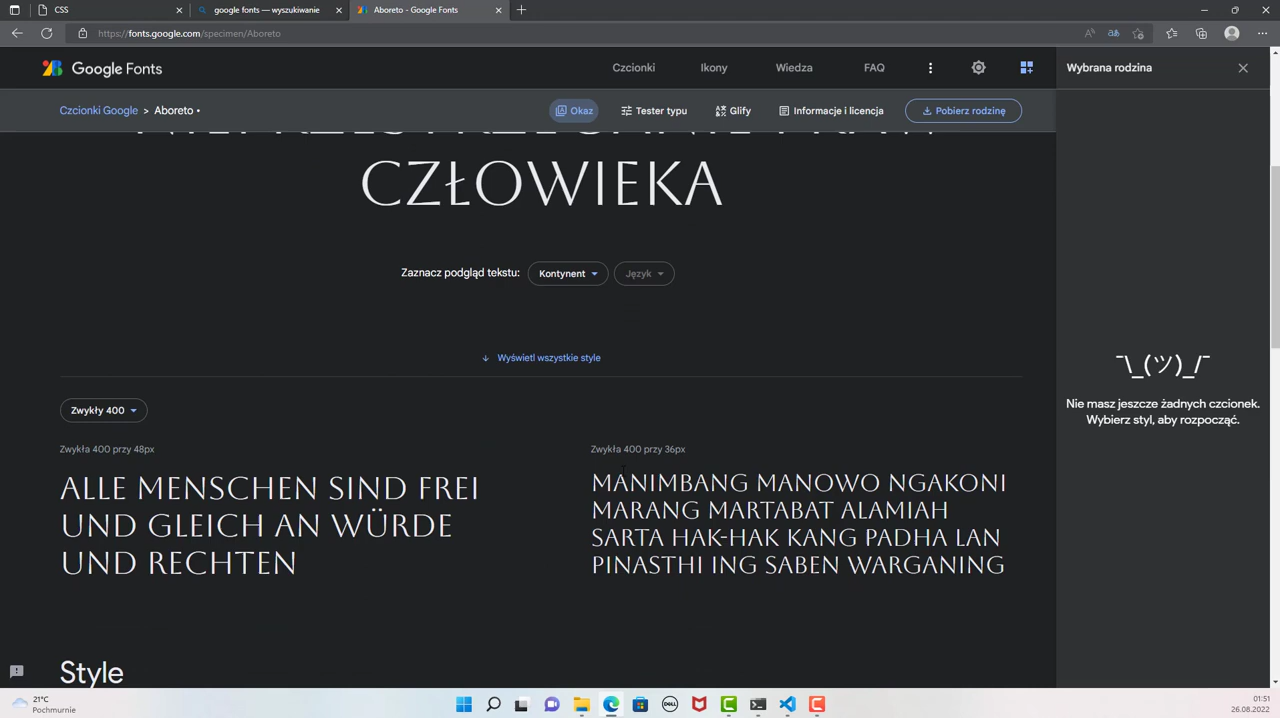 CSS
google fonts — wyszukiwanie
Aboreto - Google Fonts
https://fonts.google.com/specimen/Aboreto
Google Fonts
Czcionki
Ikony
Wiedza
FAQ
Wybrana rodzina
Czcionki Google > Aboreto •
Okaz
Tester typu
Glify
Informacje i licencja
Pobierz rodzinę
CZŁOWIEKA
Zaznacz podgląd tekstu:
Kontynent
Język
Wyświetl wszystkie style
Zwykły 400
Zwykła 400 przy 48px
ALLE MENSCHEN SIND FREI
UND GLEICH AN WÜRDE
UND RECHTEN
Zwykła 400 przy 36px
MANIMBANG MANOWO NGAKONI
MARANG MARTABAT ALAMIAH
SARTA HAK-HAK KANG PADHA LAN
PINASTHI ING SABEN WARGANING
¯\_(ツ)_/¯
Nie masz jeszcze żadnych czcionek.
Wybierz styl, aby rozpocząć.
Style
21°C
Pochmurnie
DELL
01:51
26.08.2022